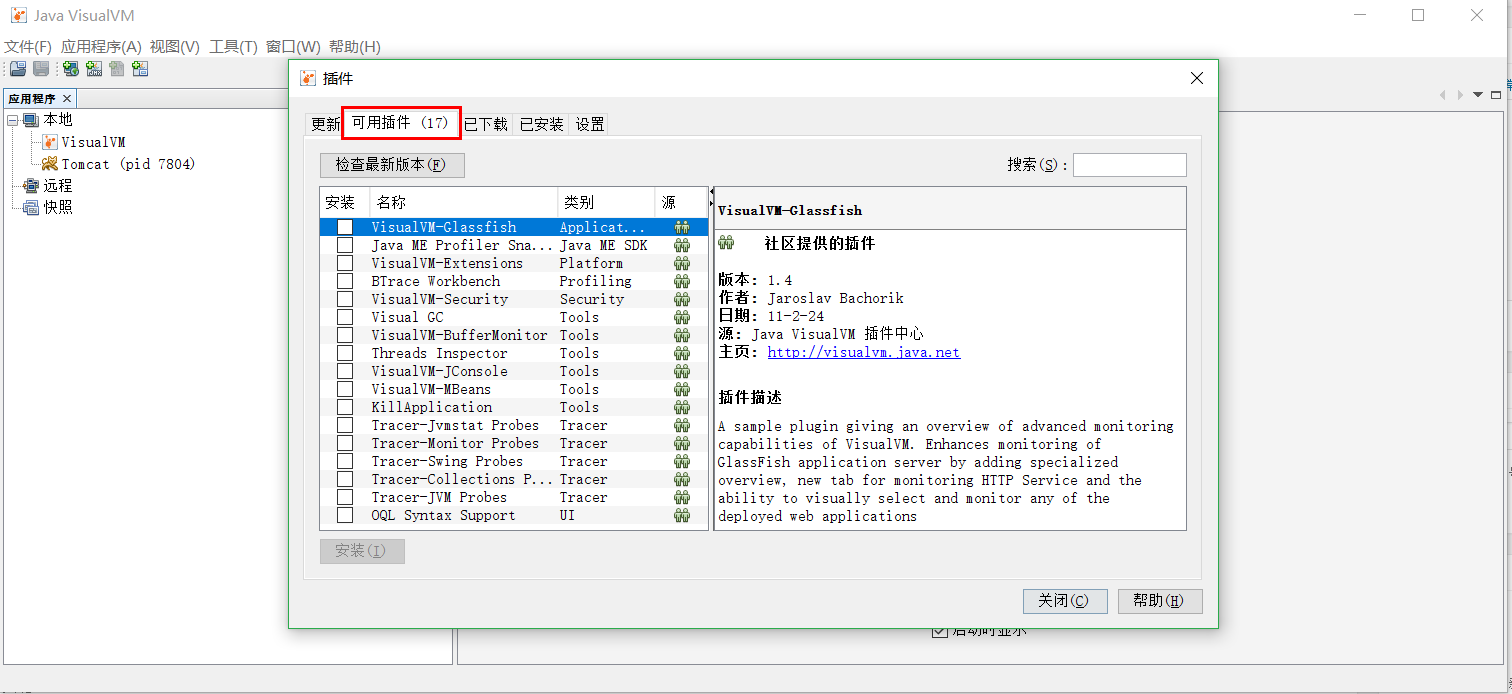 Java VisualVM
文件(F) 应用程序(A) 视图(V) 工具(T) 窗口(W) 帮助(H)
应用程序
本地
VisualVM
Tomcat (pid 7804)
远程
快照
插件
更新 可用插件 (17) 已下载 已安装 设置
检查最新版本(F)
搜索(S):
安装 名称 类别 源
VisualVM-Glassfish Applicat...
Java ME Profiler Sna... Java ME SDK
VisualVM-Extensions Platform
BTrace Workbench Profiling
VisualVM-Security Security
Visual GC Tools
VisualVM-BufferMonitor Tools
Threads Inspector Tools
VisualVM-JConsole Tools
VisualVM-MBeans Tools
KillApplication Tools
Tracer-Jvmstat Probes Tracer
Tracer-Monitor Probes Tracer
Tracer-Swing Probes Tracer
Tracer-Collections P... Tracer
Tracer-JVM Probes Tracer
OQL Syntax Support UI
VisualVM-Glassfish
社区提供的插件
版本: 1.4
作者: Jaroslav Bachorik
日期: 11-2-24
源: Java VisualVM 插件中心
主页: http://visualvm.java.net
插件描述
A sample plugin giving an overview of advanced monitoring
capabilities of VisualVM. Enhances monitoring of
GlassFish application server by adding specialized
overview, new tab for monitoring HTTP Service and the
ability to visually select and monitor any of the
deployed web applications
安装(I)
关闭(C) 帮助(H)
启动时显示